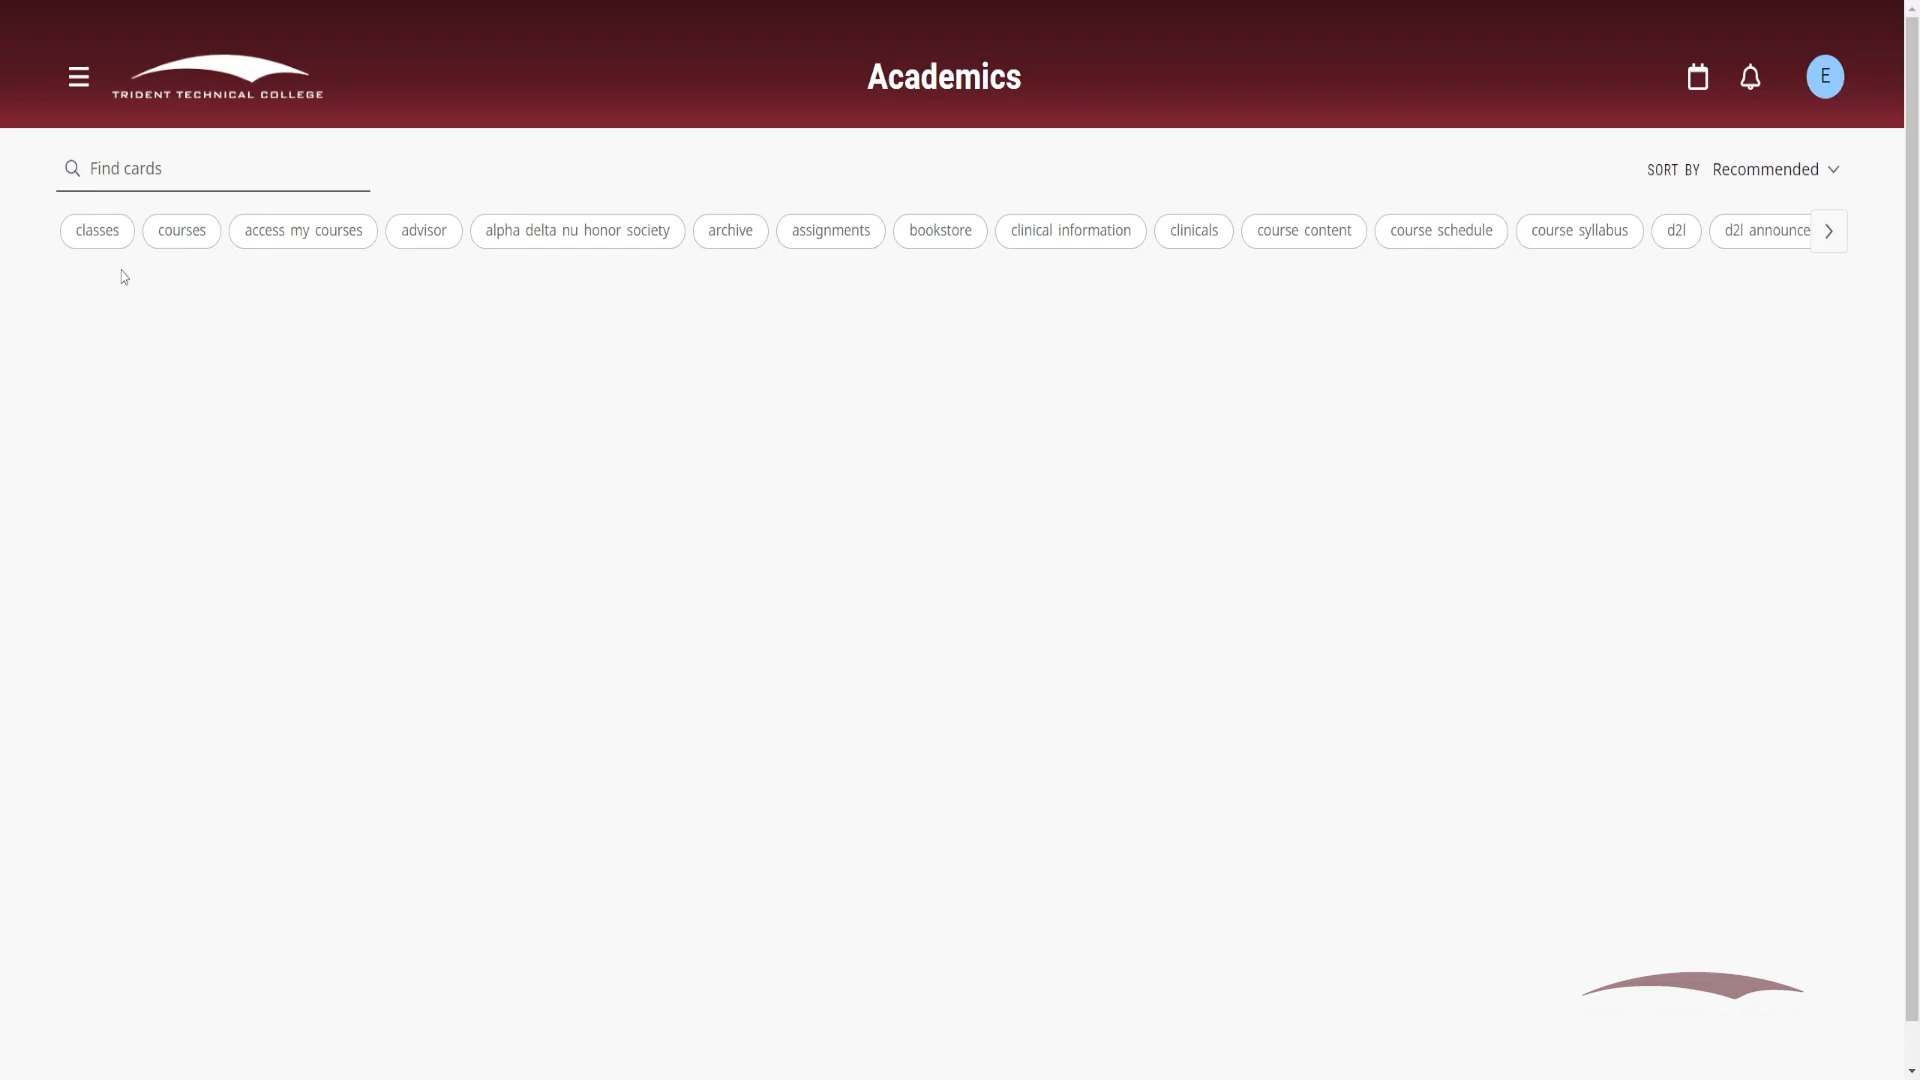 TRIDENT TECHNICAL COLLEGE
Academics
E
Find cards
SORT BY Recommended
classes courses access my courses advisor alpha delta nu honor society archive assignments bookstore clinical information clinicals course content course schedule course syllabus d2l d2l announce